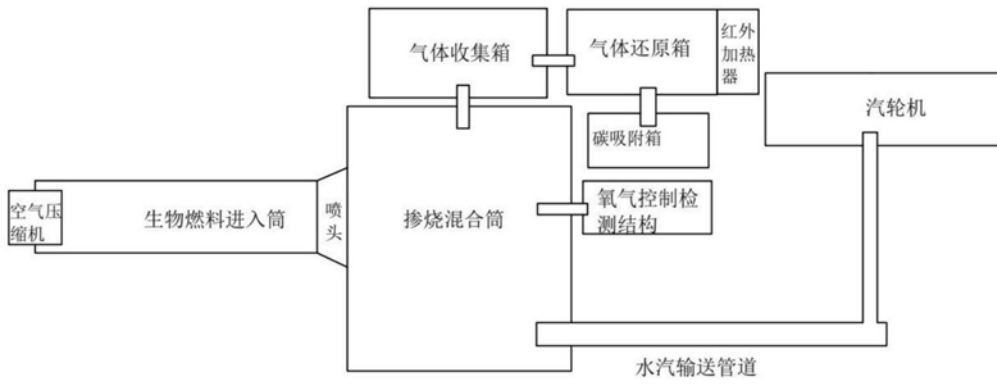 气体收集箱
气体还原箱
红外
加热
器
汽轮机
碳吸附箱
空气压
缩机
生物燃料进入筒
喷
头
掺烧混合筒
氧气控制检
测结构
水汽输送管道